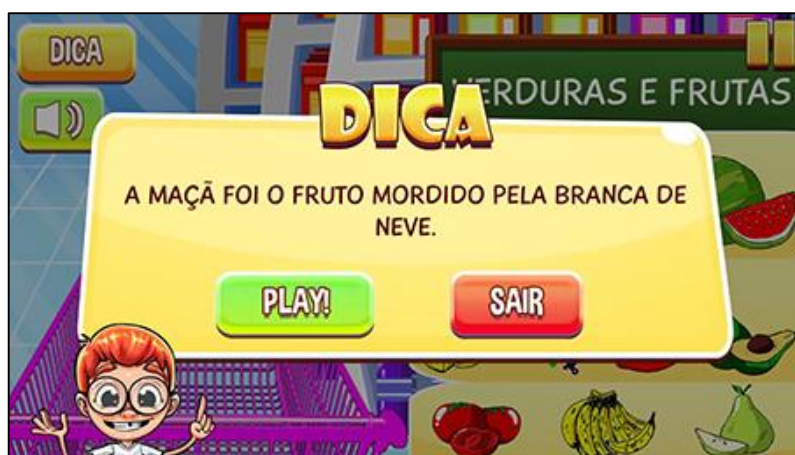 DICA
VERDURAS E FRUTAS
DICA
A MAÇÃ FOI O FRUTO MORDIDO PELA BRANCA DE
NEVE.
PLAY!
SAIR